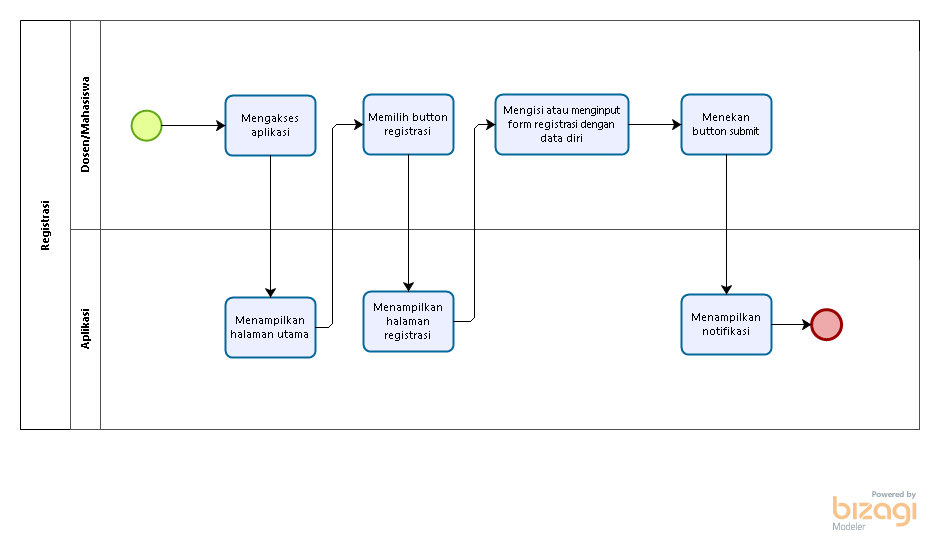 Registrasi
Dosen/Mahasiswa
Mengakses
aplikasi
Memilih button
registrasi
Mengisi atau menginput
form registrasi dengan
data diri
Menekan
button submit
Aplikasi
Menampilkan
halaman utama
Menampilkan
halaman
registrasi
Menampilkan
notifikasi
Powered by
bizagi
Modeler